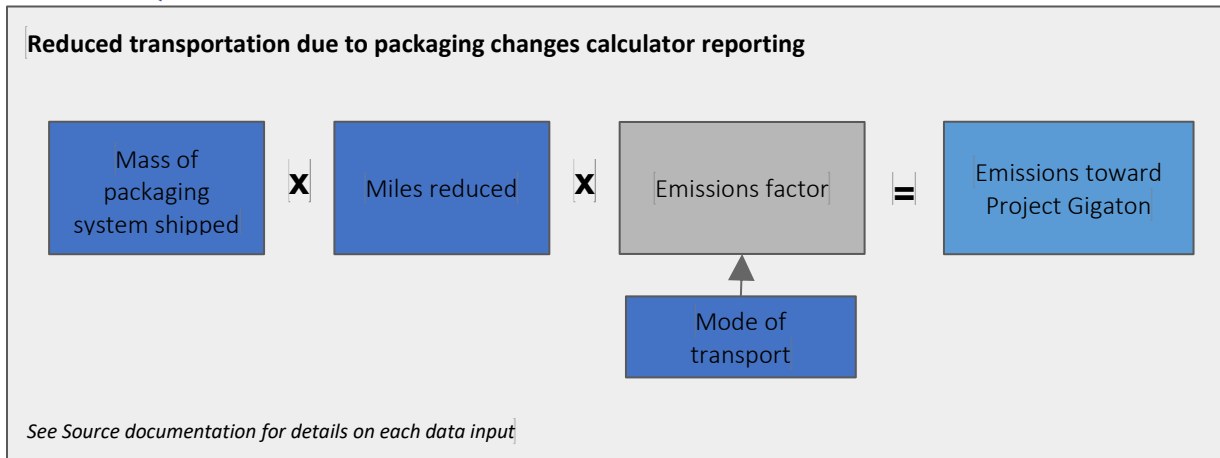 Reduced transportation due to packaging changes calculator reporting
Mass of
packaging
system shipped
x
Miles reduced
x
Emissions factor
=
Emissions toward
Project Gigaton
Mode of
transport
See Source documentation for details on each data input